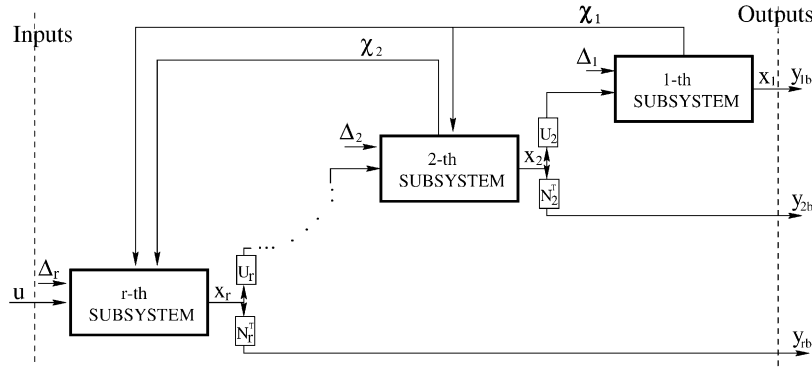 Inputs
Outputs
χ₁
χ₂
Δ₁
1-th
SUBSYSTEM
x₁
y₁b
Δ₂
2-th
SUBSYSTEM
x₂
U₂
N₂ᵀ
y₂b
...
Δr
u
r-th
SUBSYSTEM
xr
Ur
Nrᵀ
yrb